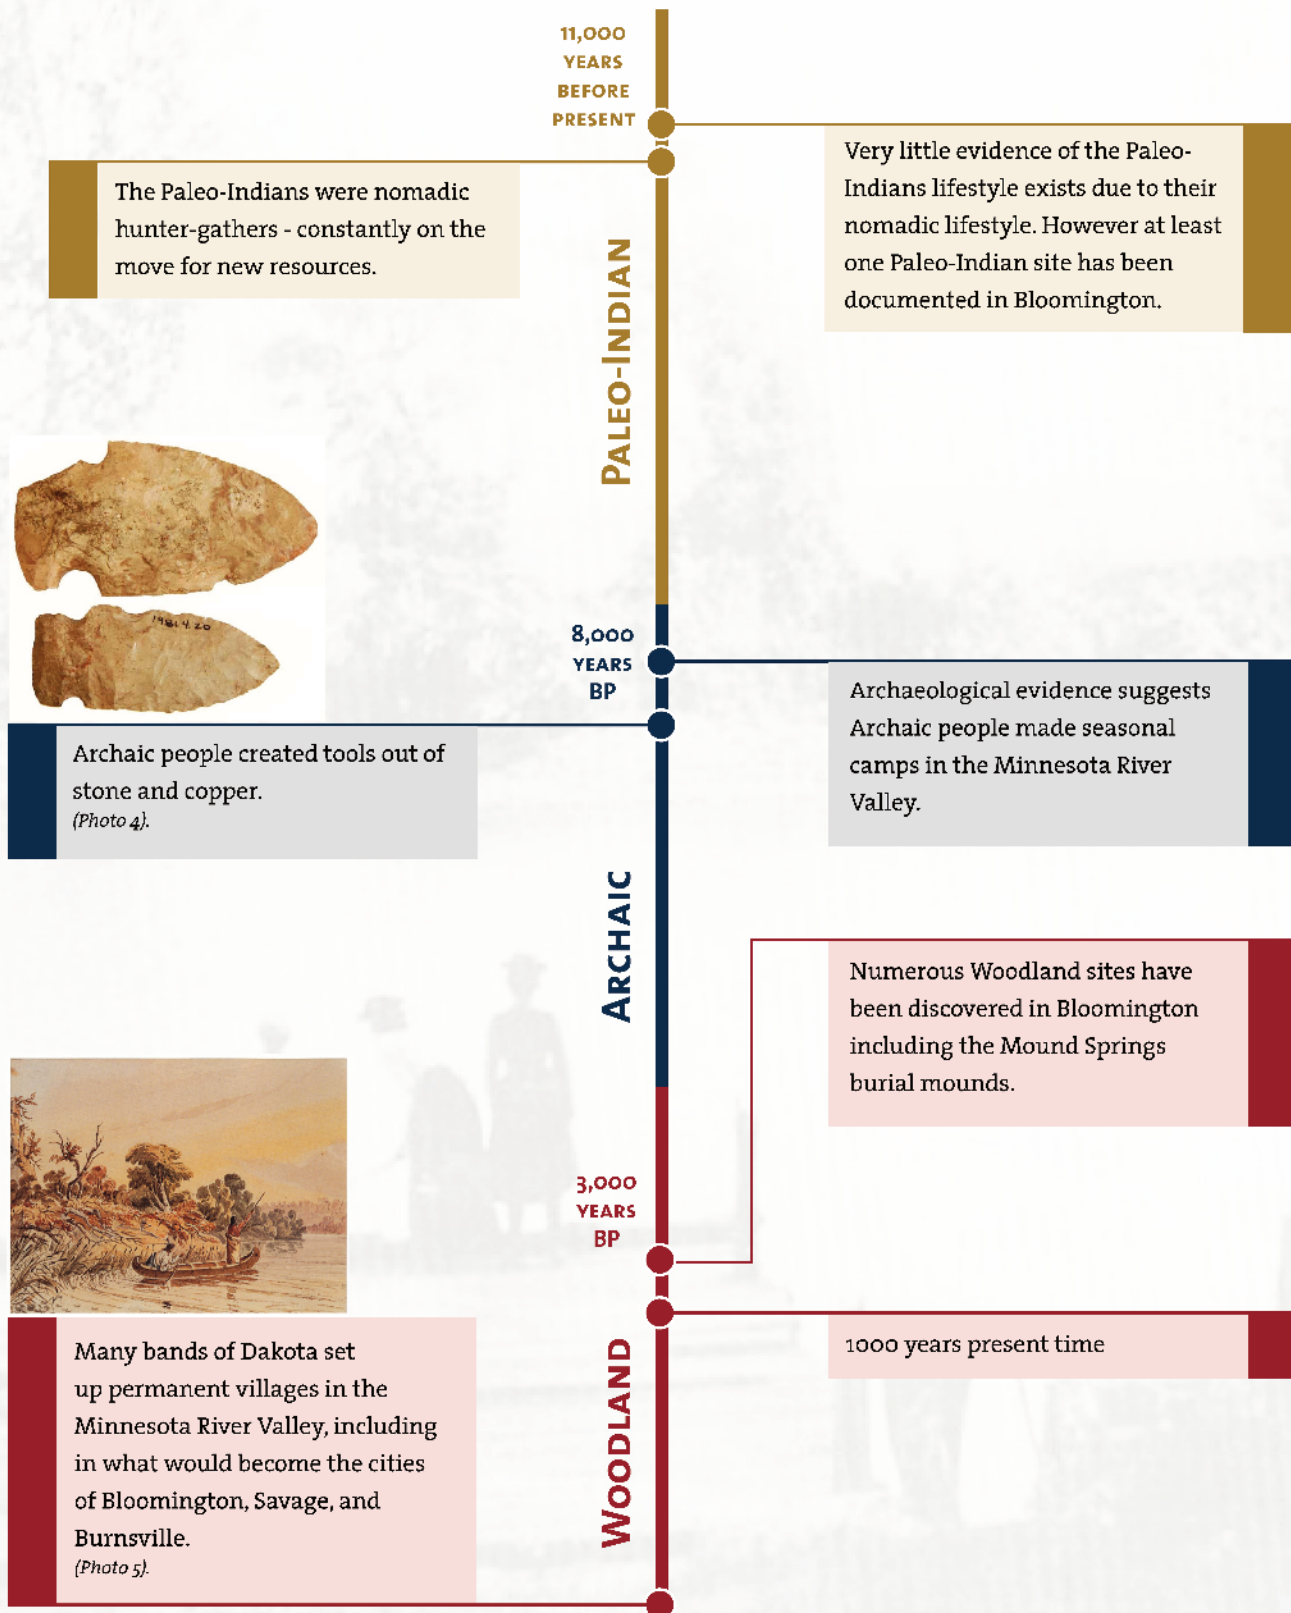 11,000
YEARS
BEFORE
PRESENT
Very little evidence of the Paleo-
Indians lifestyle exists due to their
nomadic lifestyle. However at least
one Paleo-Indian site has been
documented in Bloomington.
The Paleo-Indians were nomadic
hunter-gathers - constantly on the
move for new resources.
PALEO-INDIAN
1981.4.20
8,000
YEARS
BP
Archaeological evidence suggests
Archaic people made seasonal
camps in the Minnesota River
Valley.
Archaic people created tools out of
stone and copper.
(Photo 4).
ARCHAIC
Numerous Woodland sites have
been discovered in Bloomington
including the Mound Springs
burial mounds.
3,000
YEARS
BP
1000 years present time
Many bands of Dakota set
up permanent villages in the
Minnesota River Valley, including
in what would become the cities
of Bloomington, Savage, and
Burnsville.
(Photo 5).
WOODLAND